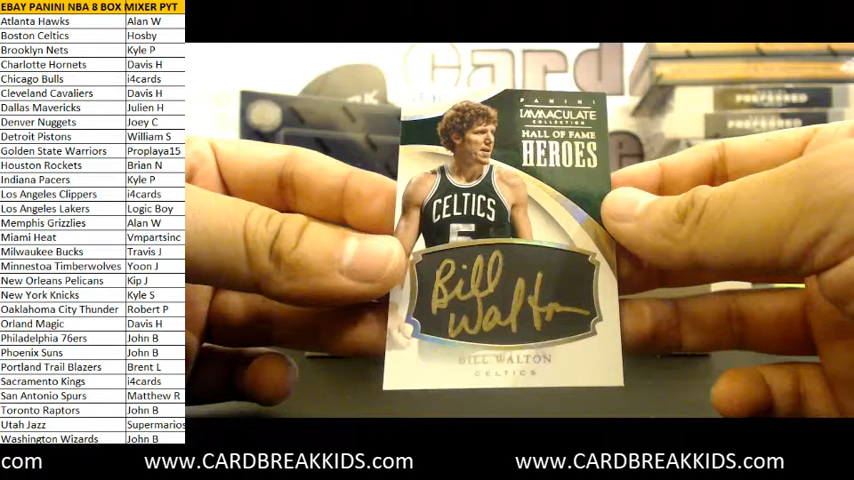 EBAY PANINI NBA 8 BOX MIXER PYT
Atlanta Hawks Alan W
Boston Celtics Hosby
Brooklyn Nets Kyle P
Charlotte Hornets Davis H
Chicago Bulls i4cards
Cleveland Cavaliers Davis H
Dallas Mavericks Julien H
Denver Nuggets Joey C
Detroit Pistons William S
Golden State Warriors Proplaya15
Houston Rockets Brian N
Indiana Pacers Kyle P
Los Angeles Clippers i4cards
Los Angeles Lakers Logic Boy
Memphis Grizzlies Alan W
Miami Heat Vmpartsinc
Milwaukee Bucks Travis J
Minnestoa Timberwolves Yoon J
New Orleans Pelicans Kip J
New York Knicks Kyle S
Oaklahoma City Thunder Robert P
Orland Magic Davis H
Philadelphia 76ers John B
Phoenix Suns John B
Portland Trail Blazers Brent L
Sacramento Kings i4cards
San Antonio Spurs Matthew R
Toronto Raptors John B
Utah Jazz Supermarios
Washington Wizards John B
card
PANINI
IMMACULATE
COLLECTION
HALL OF FAME
HEROES
CELTICS
5
Bill
Walton
BILL WALTON
CELTICS
PREFERRED
com www.CARDBREAKKIDS.com www.CARDBREAKKIDS.com